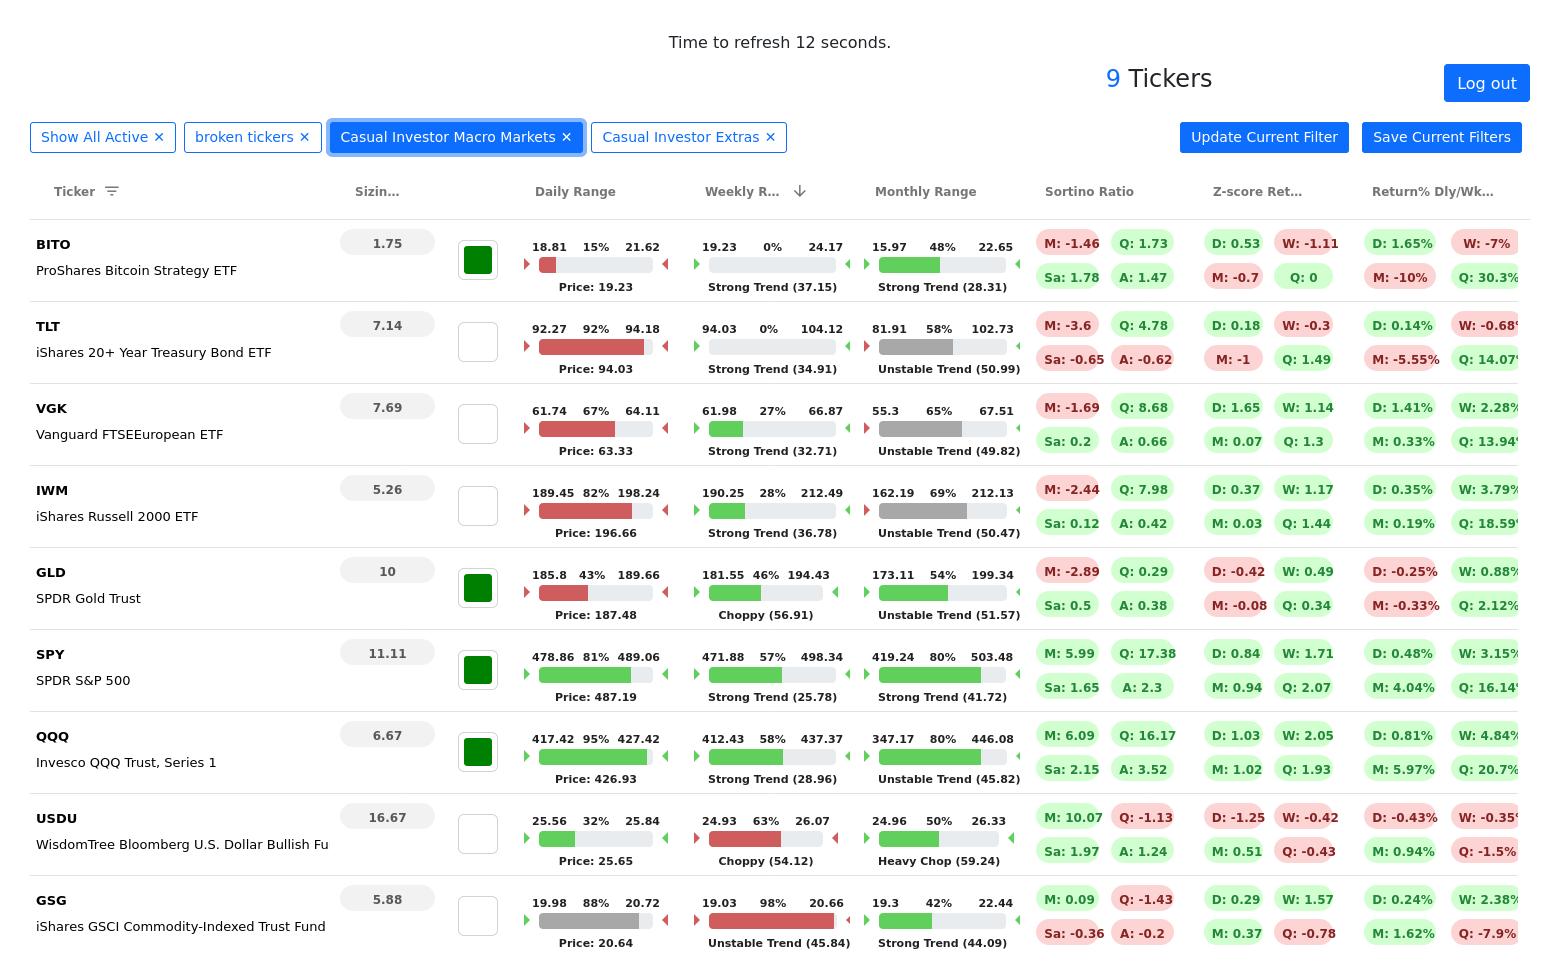 Time to refresh 12 seconds.
9 Tickers
Log out
Show All Active ✕ broken tickers ✕ Casual Investor Macro Markets ✕ Casual Investor Extras ✕ Update Current Filter Save Current Filters
Ticker Sizin... Daily Range Weekly R... Monthly Range Sortino Ratio Z-score Ret... Return% Dly/Wk...
BITO 1.75 18.81 15% 21.62 19.23 0% 24.17 15.97 48% 22.65 M: -1.46 Q: 1.73 D: 0.53 W: -1.11 D: 1.65% W: -7%
ProShares Bitcoin Strategy ETF Price: 19.23 Strong Trend (37.15) Strong Trend (28.31) Sa: 1.78 A: 1.47 M: -0.7 Q: 0 M: -10% Q: 30.3%
TLT 7.14 92.27 92% 94.18 94.03 0% 104.12 81.91 58% 102.73 M: -3.6 Q: 4.78 D: 0.18 W: -0.3 D: 0.14% W: -0.68%
iShares 20+ Year Treasury Bond ETF Price: 94.03 Strong Trend (34.91) Unstable Trend (50.99) Sa: -0.65 A: -0.62 M: -1 Q: 1.49 M: -5.55% Q: 14.07%
VGK 7.69 61.74 67% 64.11 61.98 27% 66.87 55.3 65% 67.51 M: -1.69 Q: 8.68 D: 1.65 W: 1.14 D: 1.41% W: 2.28%
Vanguard FTSEEuropean ETF Price: 63.33 Strong Trend (32.71) Unstable Trend (49.82) Sa: 0.2 A: 0.66 M: 0.07 Q: 1.3 M: 0.33% Q: 13.94%
IWM 5.26 189.45 82% 198.24 190.25 28% 212.49 162.19 69% 212.13 M: -2.44 Q: 7.98 D: 0.37 W: 1.17 D: 0.35% W: 3.79%
iShares Russell 2000 ETF Price: 196.66 Strong Trend (36.78) Unstable Trend (50.47) Sa: 0.12 A: 0.42 M: 0.03 Q: 1.44 M: 0.19% Q: 18.59%
GLD 10 185.8 43% 189.66 181.55 46% 194.43 173.11 54% 199.34 M: -2.89 Q: 0.29 D: -0.42 W: 0.49 D: -0.25% W: 0.88%
SPDR Gold Trust Price: 187.48 Choppy (56.91) Unstable Trend (51.57) Sa: 0.5 A: 0.38 M: -0.08 Q: 0.34 M: -0.33% Q: 2.12%
SPY 11.11 478.86 81% 489.06 471.88 57% 498.34 419.24 80% 503.48 M: 5.99 Q: 17.38 D: 0.84 W: 1.71 D: 0.48% W: 3.15%
SPDR S&P 500 Price: 487.19 Strong Trend (25.78) Strong Trend (41.72) Sa: 1.65 A: 2.3 M: 0.94 Q: 2.07 M: 4.04% Q: 16.14%
QQQ 6.67 417.42 95% 427.42 412.43 58% 437.37 347.17 80% 446.08 M: 6.09 Q: 16.17 D: 1.03 W: 2.05 D: 0.81% W: 4.84%
Invesco QQQ Trust, Series 1 Price: 426.93 Strong Trend (28.96) Unstable Trend (45.82) Sa: 2.15 A: 3.52 M: 1.02 Q: 1.93 M: 5.97% Q: 20.7%
USDU 16.67 25.56 32% 25.84 24.93 63% 26.07 24.96 50% 26.33 M: 10.07 Q: -1.13 D: -1.25 W: -0.42 D: -0.43% W: -0.35%
WisdomTree Bloomberg U.S. Dollar Bullish Fu Price: 25.65 Choppy (54.12) Heavy Chop (59.24) Sa: 1.97 A: 1.24 M: 0.51 Q: -0.43 M: 0.94% Q: -1.5%
GSG 5.88 19.98 88% 20.72 19.03 98% 20.66 19.3 42% 22.44 M: 0.09 Q: -1.43 D: 0.29 W: 1.57 D: 0.24% W: 2.38%
iShares GSCI Commodity-Indexed Trust Fund Price: 20.64 Unstable Trend (45.84) Strong Trend (44.09) Sa: -0.36 A: -0.2 M: 0.37 Q: -0.78 M: 1.62% Q: -7.9%